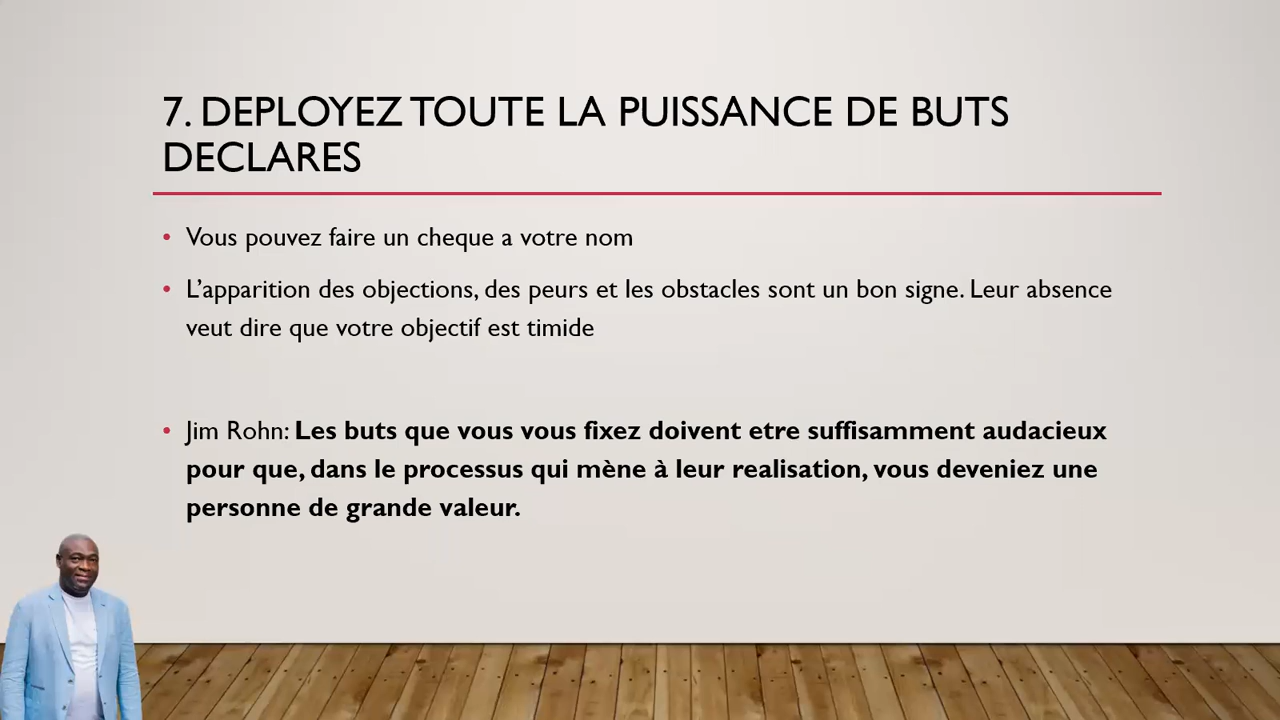 7. DEPLOYEZ TOUTE LA PUISSANCE DE BUTS
DECLARES
• Vous pouvez faire un cheque a votre nom
• L’apparition des objections, des peurs et les obstacles sont un bon signe. Leur absence
veut dire que votre objectif est timide
• Jim Rohn: Les buts que vous vous fixez doivent etre suffisamment audacieux
pour que, dans le processus qui mène à leur realisation, vous deveniez une
personne de grande valeur.